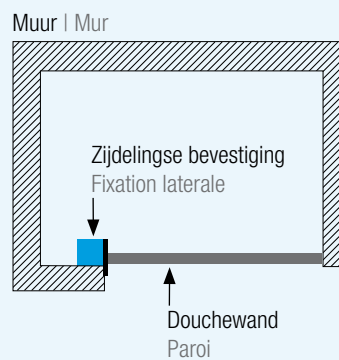 Muur | Mur
Zijdelingse bevestiging
Fixation laterale
Douchewand
Paroi